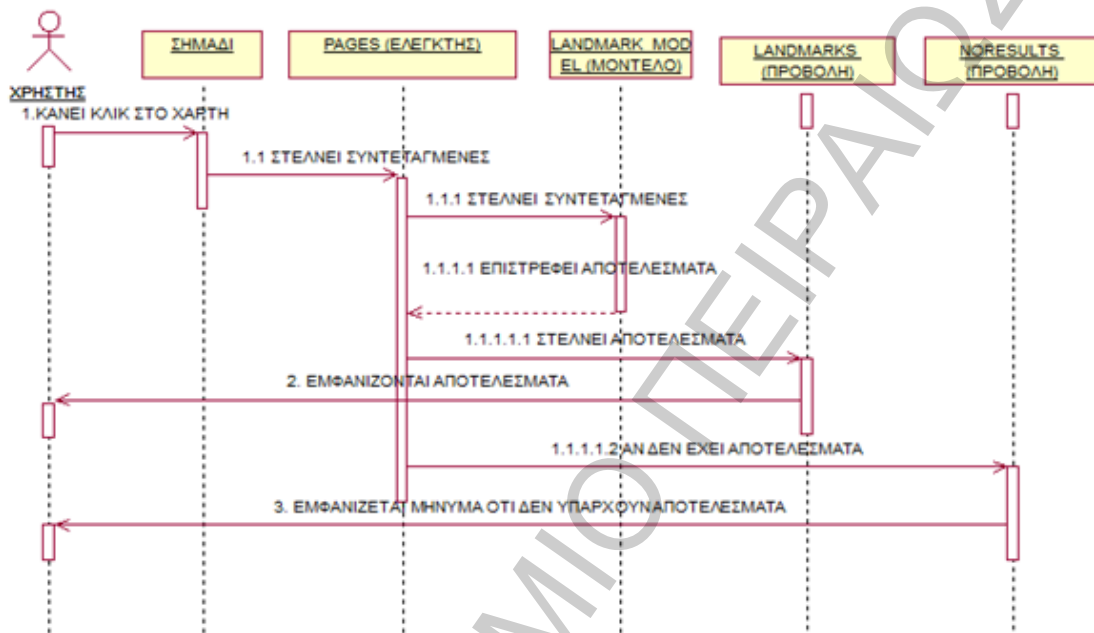 ΧΡΗΣΤΗΣ
ΣΗΜΑΔΙ
PAGES (ΕΛΕΓΚΤΗΣ)
LANDMARK_MOD
EL (ΜΟΝΤΕΛΟ)
LANDMARKS
(ΠΡΟΒΟΛΗ)
NORESULTS
(ΠΡΟΒΟΛΗ)
1.ΚΑΝΕΙ ΚΛΙΚ ΣΤΟ ΧΑΡΤΗ
1.1 ΣΤΕΛΝΕΙ ΣΥΝΤΕΤΑΓΜΕΝΕΣ
1.1.1 ΣΤΕΛΝΕΙ ΣΥΝΤΕΤΑΓΜΕΝΕΣ
1.1.1.1 ΕΠΙΣΤΡΕΦΕΙ ΑΠΟΤΕΛΕΣΜΑΤΑ
1.1.1.1.1 ΣΤΕΛΝΕΙ ΑΠΟΤΕΛΕΣΜΑΤΑ
2. ΕΜΦΑΝΙΖΟΝΤΑΙ ΑΠΟΤΕΛΕΣΜΑΤΑ
1.1.1.1.2 ΑΝ ΔΕΝ ΕΧΕΙ ΑΠΟΤΕΛΕΣΜΑΤΑ
3. ΕΜΦΑΝΙΖΕΤΑΙ ΜΗΝΥΜΑ ΟΤΙ ΔΕΝ ΥΠΑΡΧΟΥΝ ΑΠΟΤΕΛΕΣΜΑΤΑ
ΜΙΟ ΠΕΙΡΑΙΩΣ